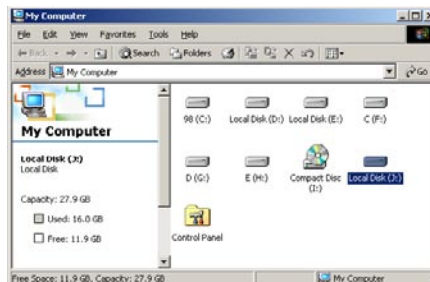 My Computer
File Edit View Favorites Tools Help
Back Search Folders
Address My Computer Go
My Computer
Local Disk (J:)
Local Disk
Capacity: 27.9 GB
Used: 16.0 GB
Free: 11.9 GB
98 (C:) Local Disk (D:) Local Disk (E:) C (F:)
D (G:) E (H:) Compact Disc (I:) Local Disk (J:)
Control Panel
Free Space: 11.9 GB, Capacity: 27.9 GB My Computer